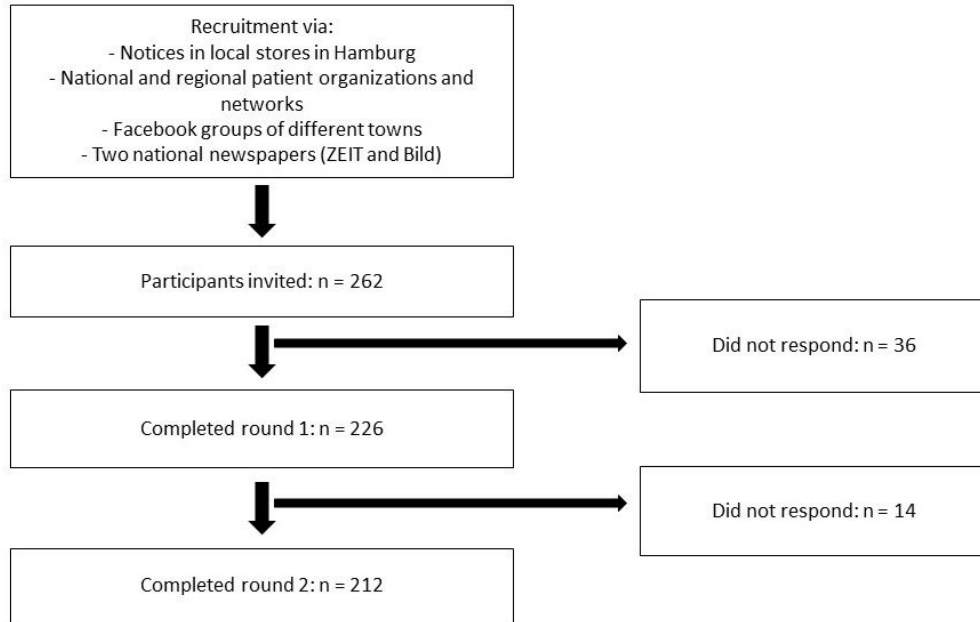 Recruitment via:
- Notices in local stores in Hamburg
- National and regional patient organizations and
networks
- Facebook groups of different towns
- Two national newspapers (ZEIT and Bild)
Participants invited: n = 262
Did not respond: n = 36
Completed round 1: n = 226
Did not respond: n = 14
Completed round 2: n = 212